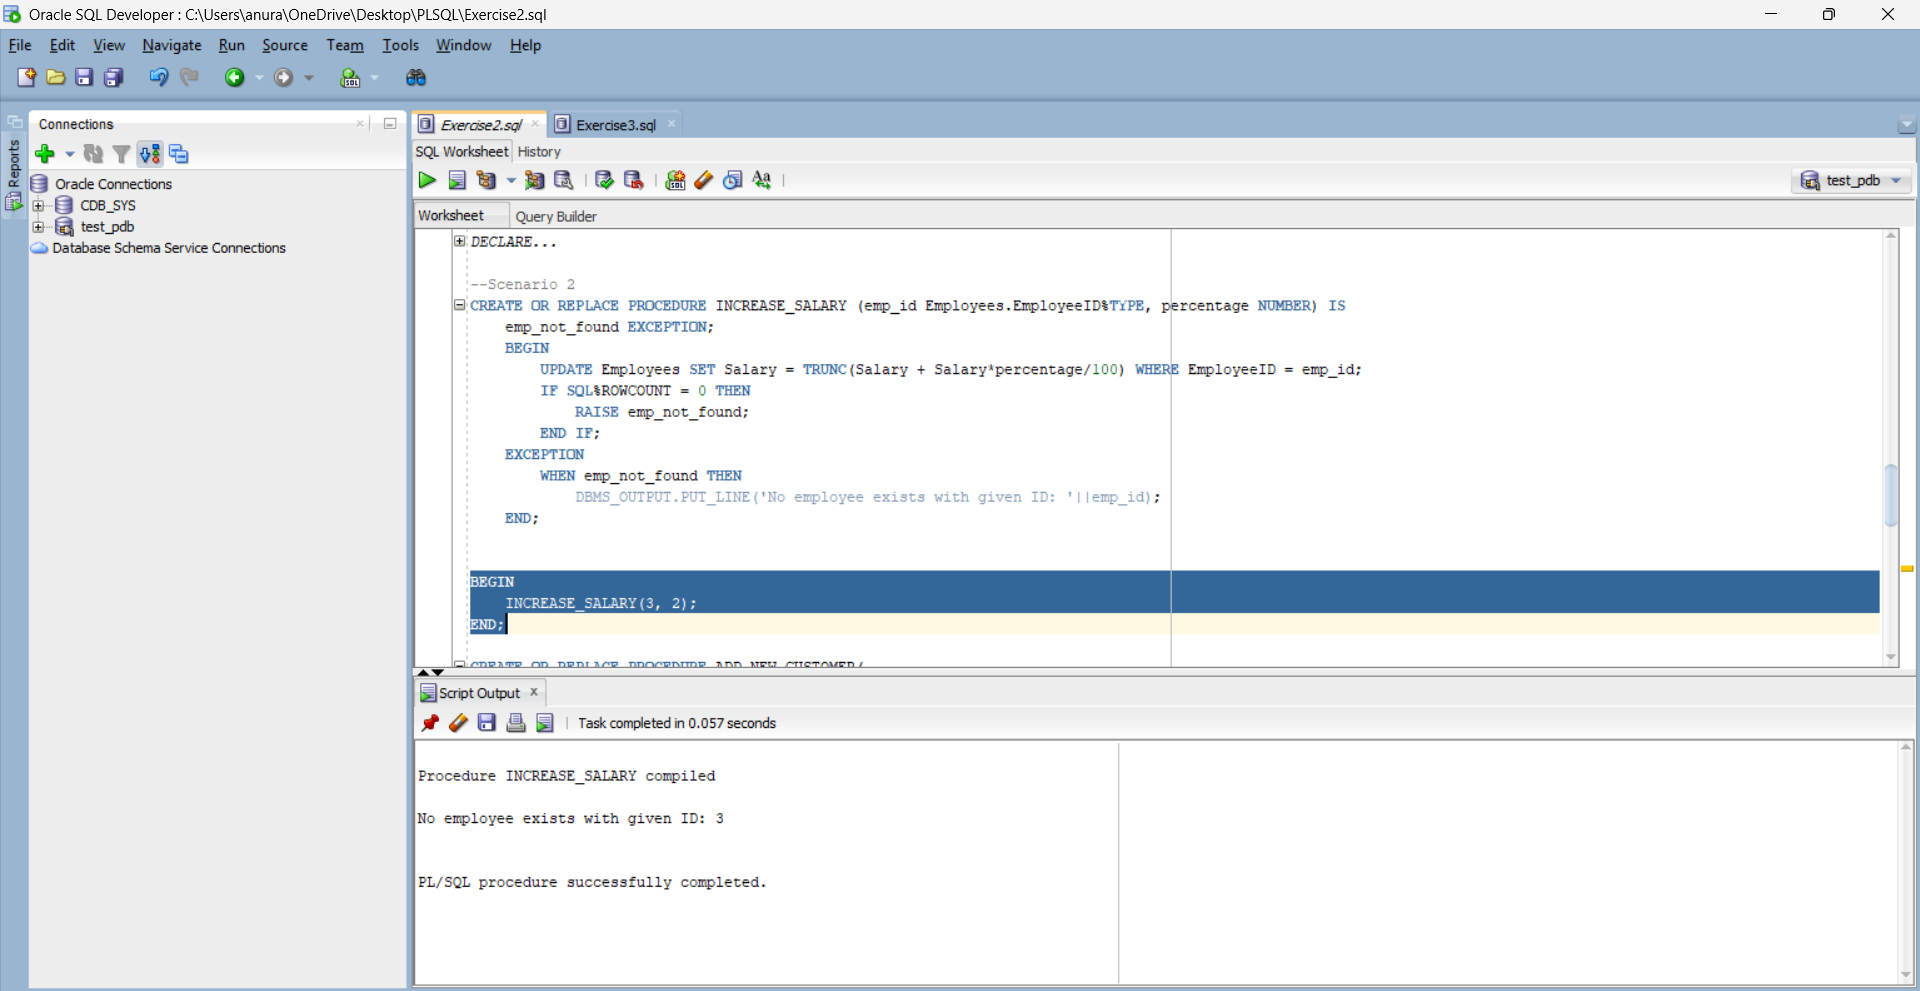 Oracle SQL Developer : C:\Users\anura\OneDrive\Desktop\PLSQL\Exercise2.sql
File Edit View Navigate Run Source Team Tools Window Help
Connections
Reports
Oracle Connections
CDB_SYS
test_pdb
Database Schema Service Connections
Exercise2.sql Exercise3.sql
SQL Worksheet History
test_pdb
Worksheet Query Builder
DECLARE...
--Scenario 2
CREATE OR REPLACE PROCEDURE INCREASE_SALARY (emp_id Employees.EmployeeID%TYPE, percentage NUMBER) IS
emp_not_found EXCEPTION;
BEGIN
UPDATE Employees SET Salary = TRUNC(Salary + Salary*percentage/100) WHERE EmployeeID = emp_id;
IF SQL%ROWCOUNT = 0 THEN
RAISE emp_not_found;
END IF;
EXCEPTION
WHEN emp_not_found THEN
DBMS_OUTPUT.PUT_LINE('No employee exists with given ID: '||emp_id);
END;
BEGIN
INCREASE_SALARY(3, 2);
END;
CREATE OR REPLACE PROCEDURE ADD_NEW_CUSTOMER(
Script Output
Task completed in 0.057 seconds
Procedure INCREASE_SALARY compiled
No employee exists with given ID: 3
PL/SQL procedure successfully completed.